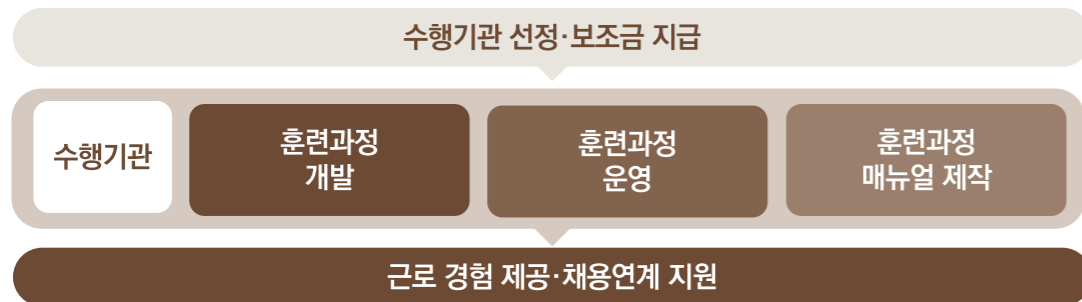 수행기관 선정·보조금 지급
수행기관
훈련과정
개발
훈련과정
운영
훈련과정
매뉴얼 제작
근로 경험 제공·채용연계 지원